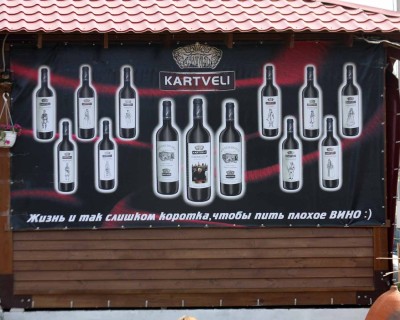 KARTVELI
Жизнь и так слишком коротка,чтобы пить плохое ВИНО :)